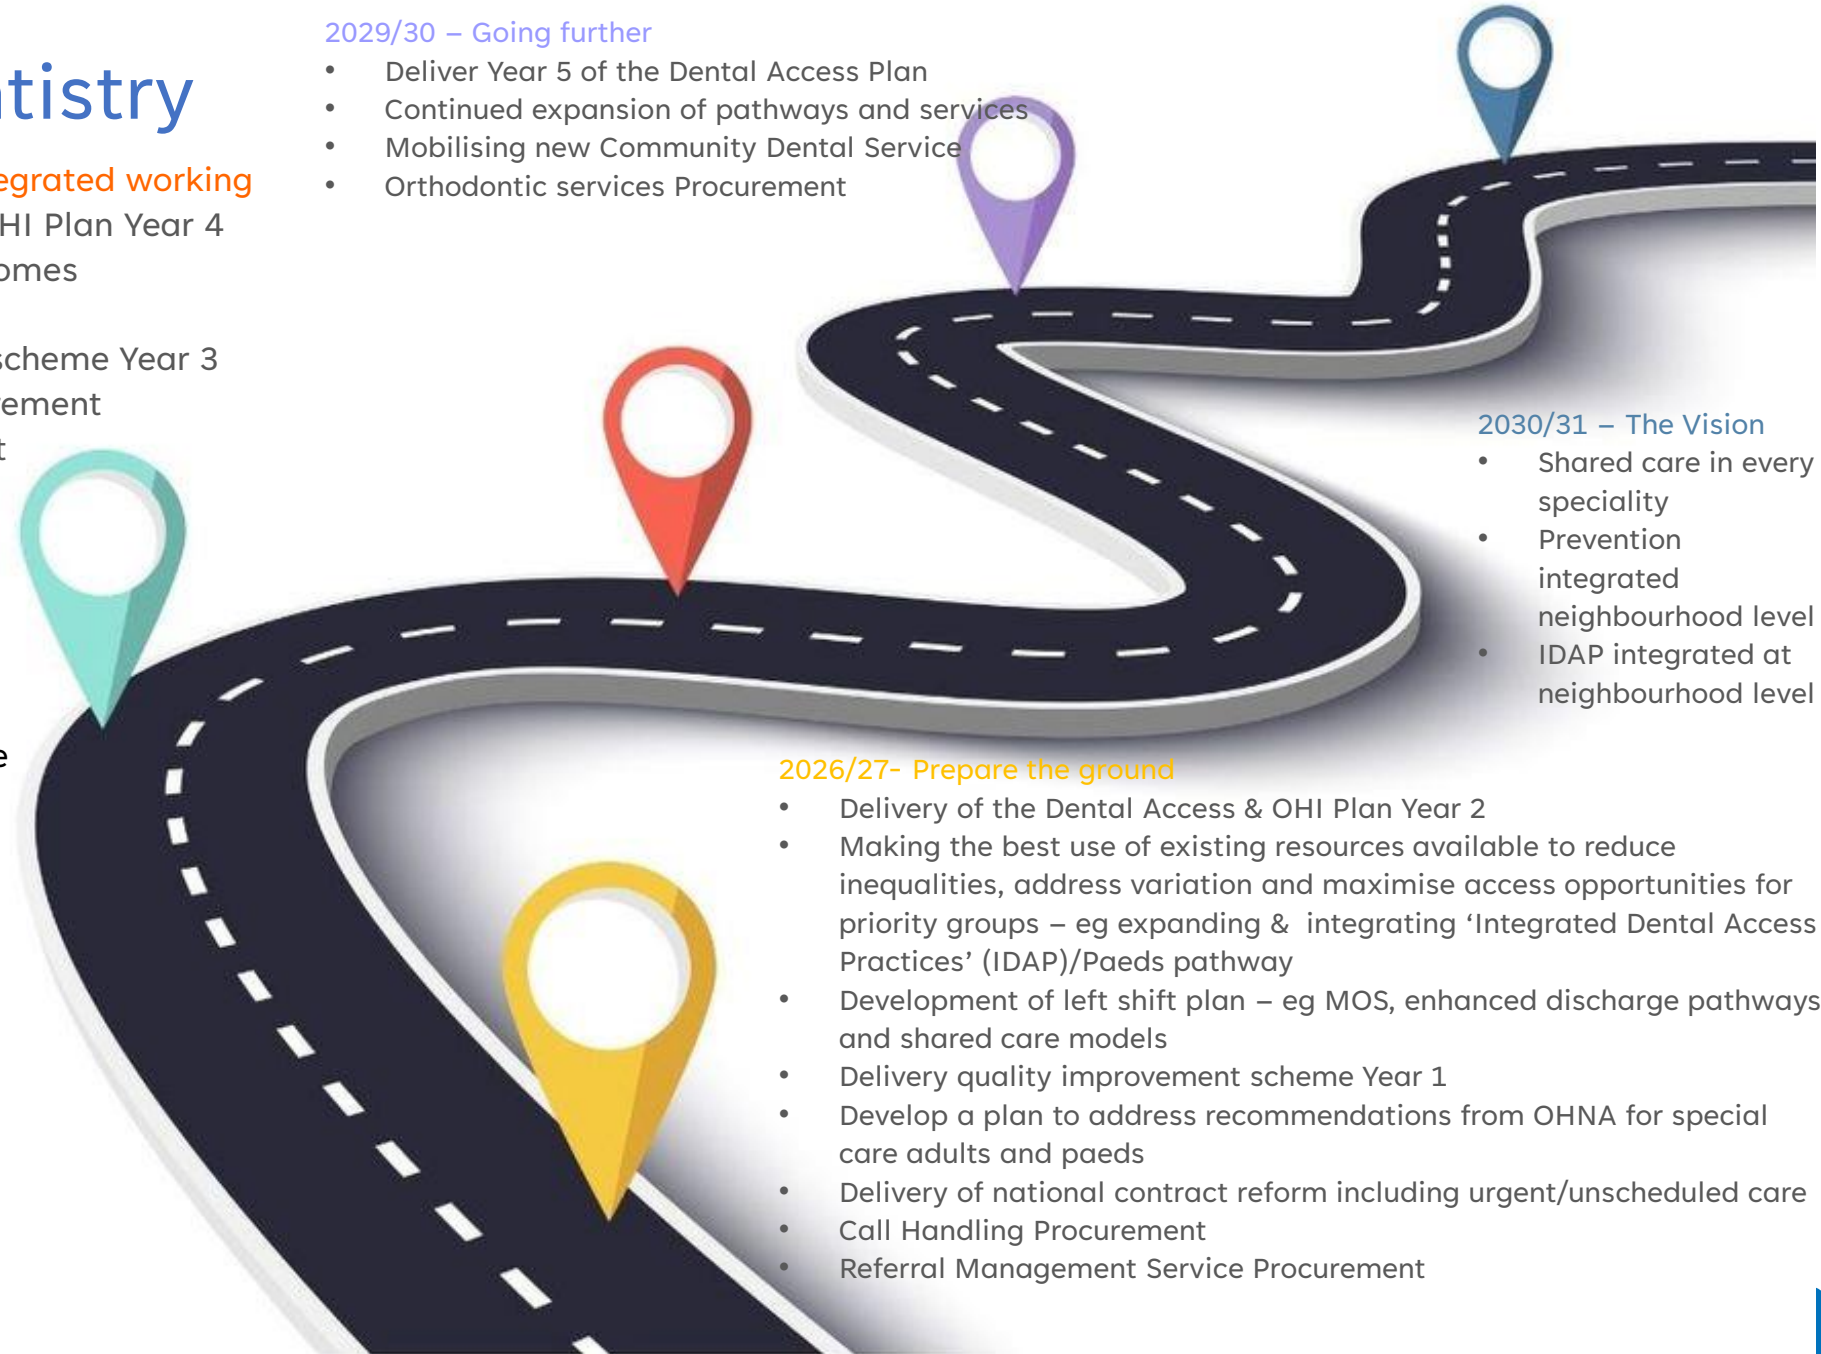 2029/30 – Going further
• Deliver Year 5 of the Dental Access Plan
• Continued expansion of pathways and services
• Mobilising new Community Dental Service
• Orthodontic services Procurement
ntistry
egrated working
HI Plan Year 4
omes
scheme Year 3
rement
t
e
2030/31 – The Vision
• Shared care in every
speciality
• Prevention
integrated
neighbourhood level
• IDAP integrated at
neighbourhood level
2026/27- Prepare the ground
• Delivery of the Dental Access & OHI Plan Year 2
• Making the best use of existing resources available to reduce
inequalities, address variation and maximise access opportunities for
priority groups – eg expanding & integrating ‘Integrated Dental Access
Practices’ (IDAP)/Paeds pathway
• Development of left shift plan – eg MOS, enhanced discharge pathways
and shared care models
• Delivery quality improvement scheme Year 1
• Develop a plan to address recommendations from OHNA for special
care adults and paeds
• Delivery of national contract reform including urgent/unscheduled care
• Call Handling Procurement
• Referral Management Service Procurement